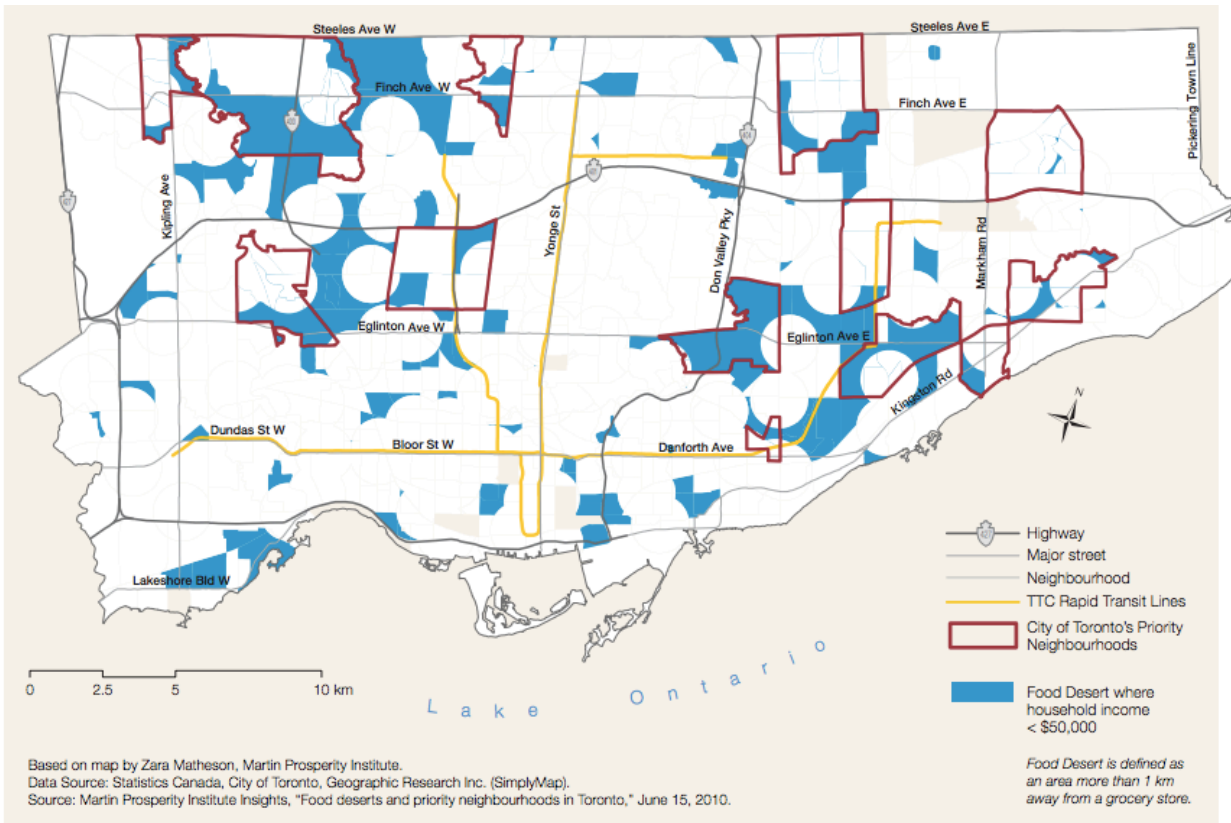 Steeles Ave W
Steeles Ave E
Finch Ave W
Finch Ave E
Pickering Town Line
400
404
401
427
Kipling Ave
Yonge St
Don Valley Pky
Markham Rd
Eglinton Ave W
Eglinton Ave E
Kingston Rd
Dundas St W
Bloor St W
Danforth Ave
N
Lakeshore Bld W
427
Highway
Major street
Neighbourhood
TTC Rapid Transit Lines
City of Toronto's Priority
Neighbourhoods
0 2.5 5 10 km
Lake Ontario
Food Desert where
household income
< $50,000
Based on map by Zara Matheson, Martin Prosperity Institute.
Data Source: Statistics Canada, City of Toronto, Geographic Research Inc. (SimplyMap).
Source: Martin Prosperity Institute Insights, "Food deserts and priority neighbourhoods in Toronto," June 15, 2010.
Food Desert is defined as
an area more than 1 km
away from a grocery store.